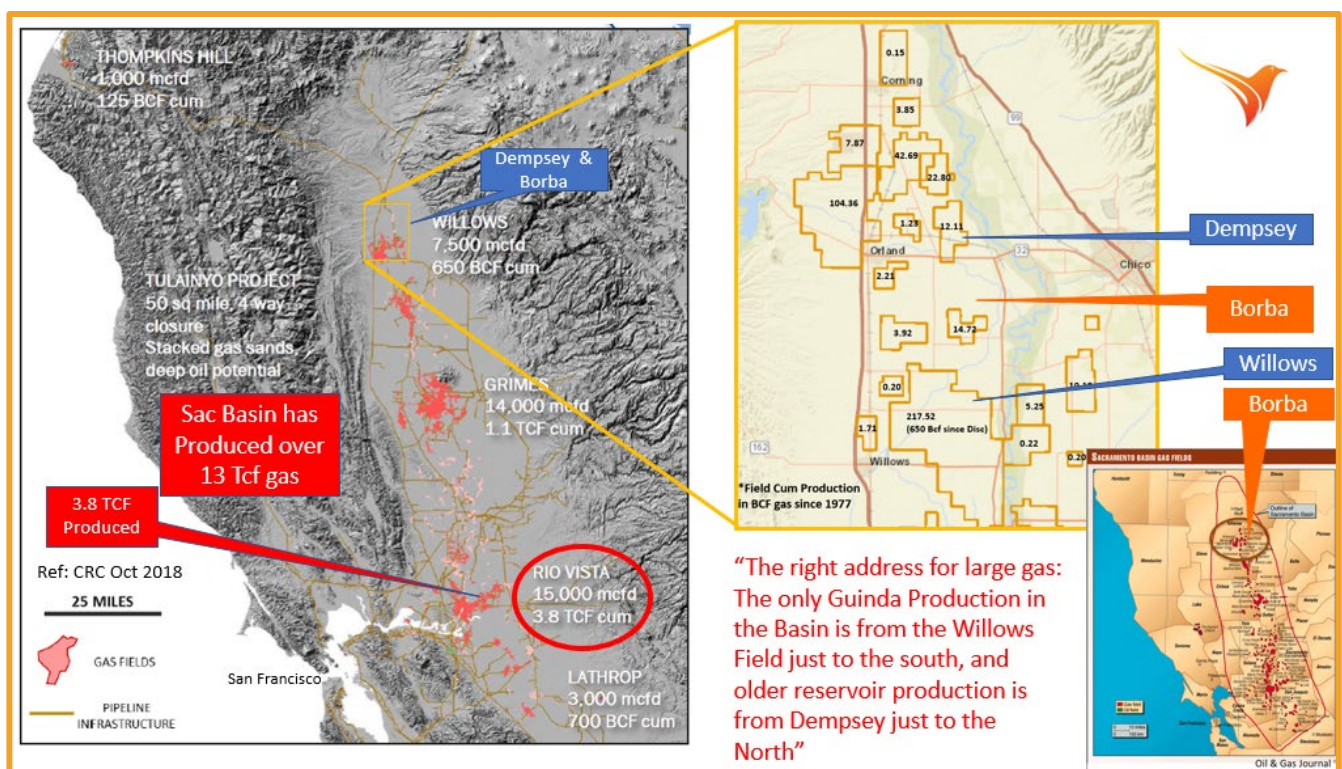 THOMPKINS HILL
1,000 mcfd
125 BCF cum
Dempsey &
Borba
WILLOWS
7,500 mcfd
650 BCF cum
TULAINYO PROJECT
50 sq mile, 4-way
closure
Stacked gas sands,
deep oil potential
GRIMES
14,000 mcfd
1.1 TCF cum
Sac Basin has
Produced over
13 Tcf gas
3.8 TCF
Produced
Ref: CRC Oct 2018
25 MILES
GAS FIELDS
PIPELINE
INFRASTRUCTURE
San Francisco
RIO VISTA
15,000 mcfd
3.8 TCF cum
LATHROP
3,000 mcfd
700 BCF cum
0.15
Corning
99
3.85
7.87
42.69
22.80
104.36
1.23
12.11
Orland
32
Chico
2.21
3.92
14.72
0.20
217.52
(650 Bcf since Disc)
5.25
1.71
0.22
162
Willows
0.20
*Field Cum Production
in BCF gas since 1977
Dempsey
Borba
Willows
Borba
"The right address for large gas:
The only Guinda Production in
the Basin is from the Willows
Field just to the south, and
older reservoir production is
from Dempsey just to the
North"
SACRAMENTO BASIN GAS FIELDS
Outline of
Sacramento Basin
Gas field
Oil field
Oil & Gas Journal